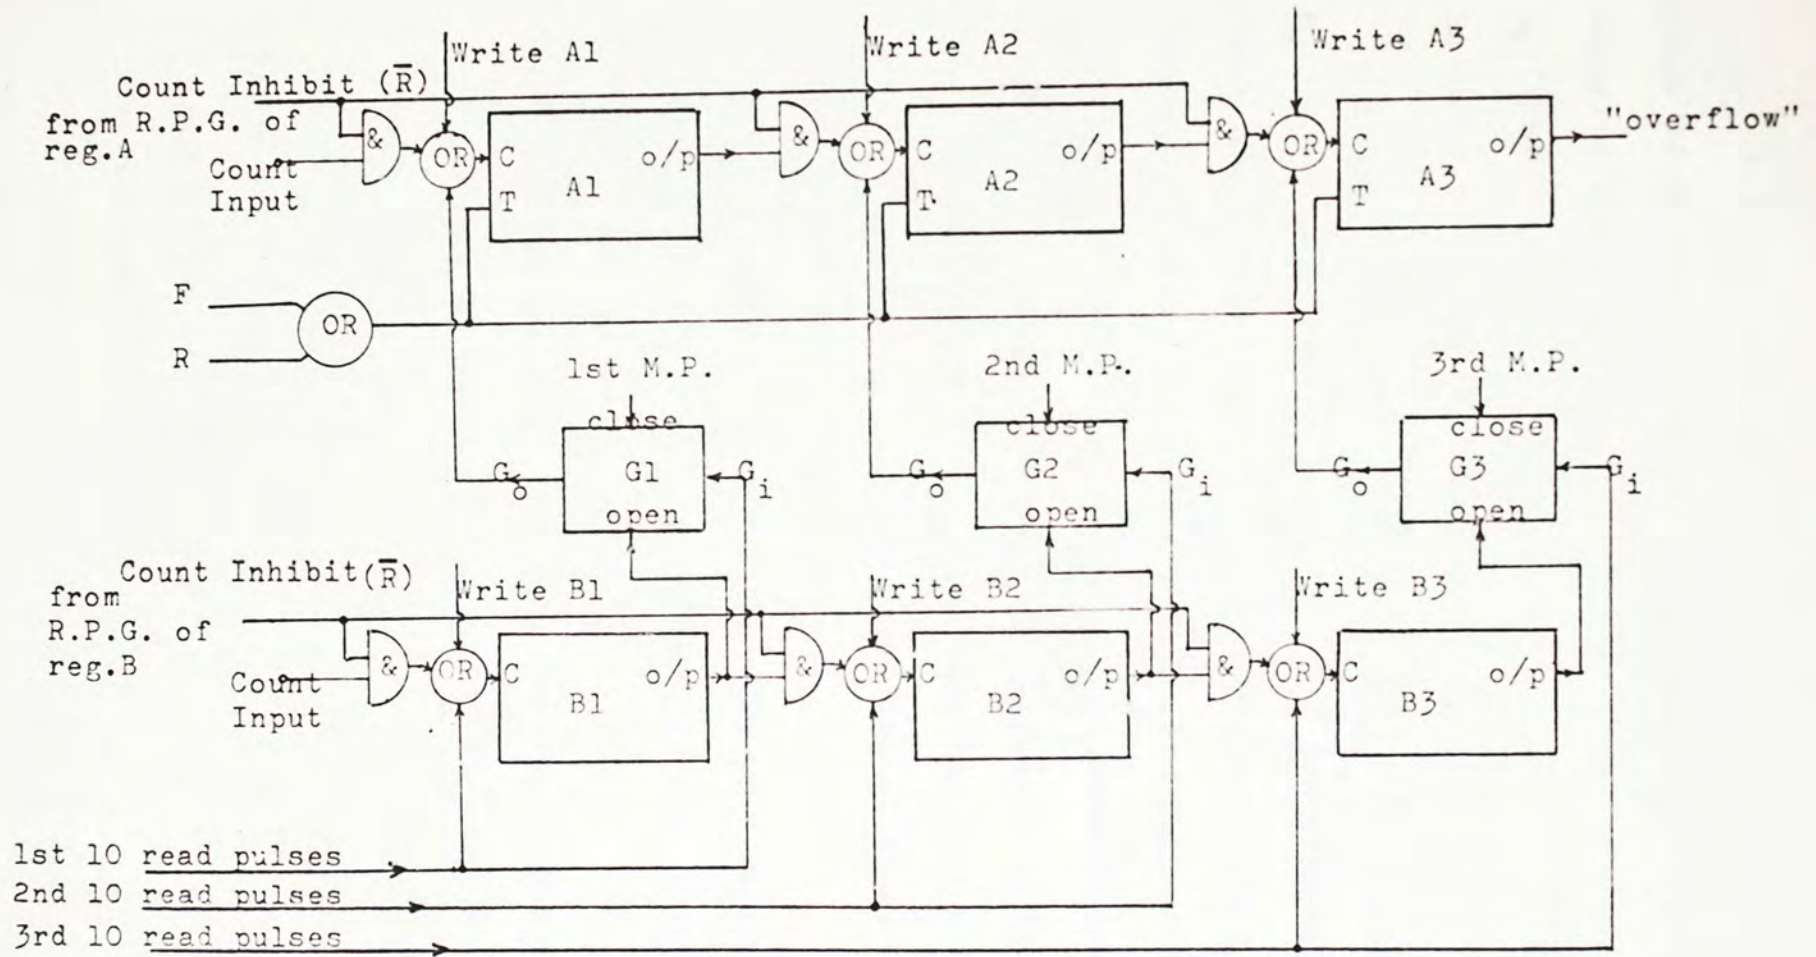 Write A1
Write A2
Write A3
Count Inhibit (R̅)
from R.P.G. of
reg.A
Count
Input
&
OR
C
T
o/p
A1
&
OR
C
T
o/p
A2
&
OR
C
T
o/p
A3
"overflow"
F
R
OR
1st M.P.
2nd M.P.
3rd M.P.
close
G1
open
Go
Gi
close
G2
open
Go
Gi
close
G3
open
Go
Gi
Count Inhibit (R̅)
from
R.P.G. of
reg.B
Count
Input
Write B1
Write B2
Write B3
&
OR
C
o/p
B1
&
OR
C
o/p
B2
&
OR
C
o/p
B3
1st 10 read pulses
2nd 10 read pulses
3rd 10 read pulses